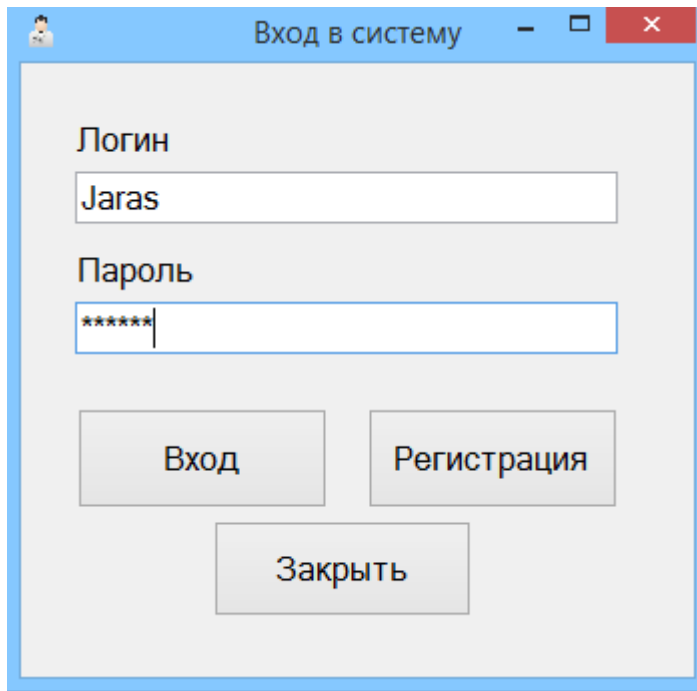 Вход в систему
Логин
Jaras
Пароль
******
Вход Регистрация
Закрыть